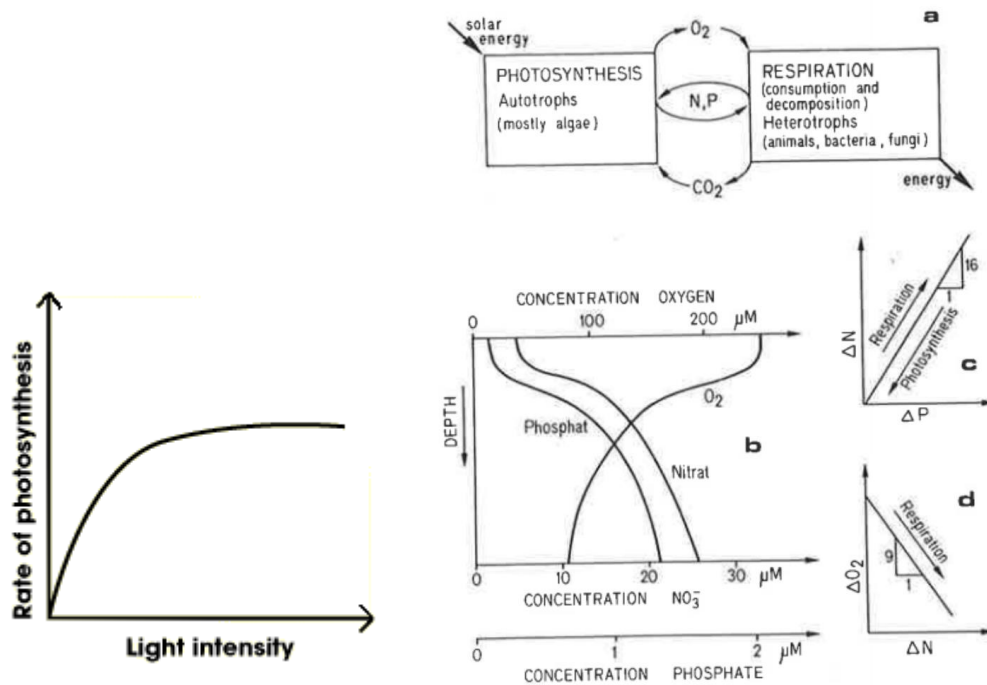 Rate of photosynthesis
Light intensity
a
solar
energy
O₂
PHOTOSYNTHESIS
Autotrophs
(mostly algae)
N,P
RESPIRATION
(consumption and
decomposition)
Heterotrophs
(animals, bacteria, fungi)
CO₂
energy
CONCENTRATION OXYGEN
0 100 200 μM
DEPTH
Phosphat
O₂
b
Nitrat
0 10 20 30 μM
CONCENTRATION NO₃⁻
0 1 2 μM
CONCENTRATION PHOSPHATE
ΔN
Respiration
Photosynthesis
16
1
c
ΔP
ΔO₂
9
1
Respiration
d
ΔN